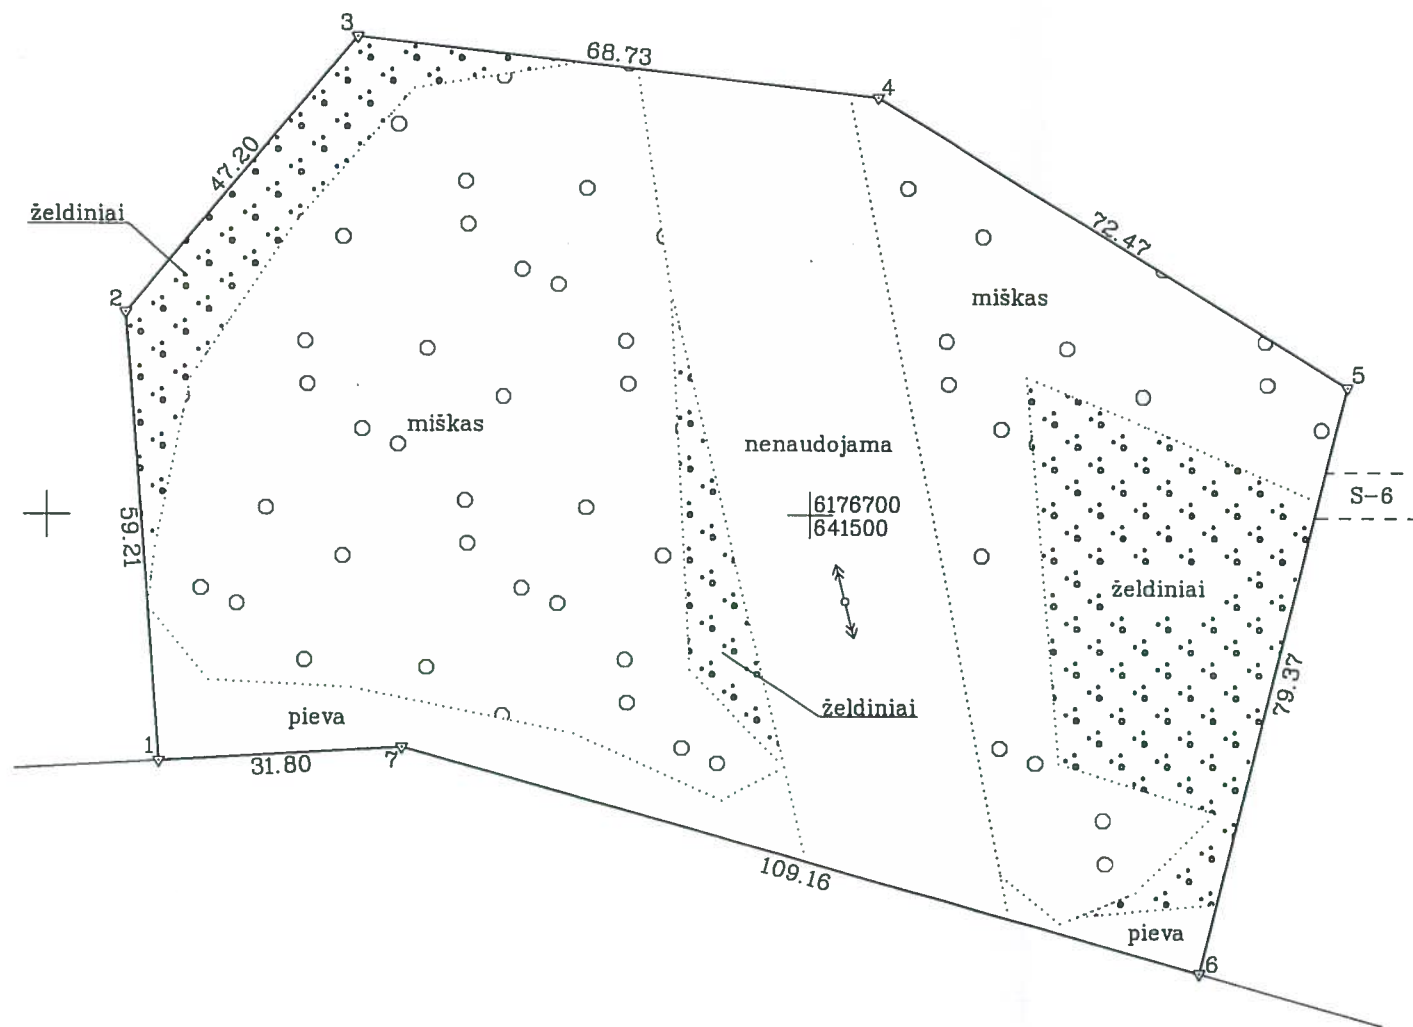 3
68.73
4
47.20
želdiniai
72.47
2
miškas
5
miškas
nenaudojama
S-6
6176700
641500
59.21
želdiniai
79.37
želdiniai
pieva
1
31.80
7
109.16
pieva
6